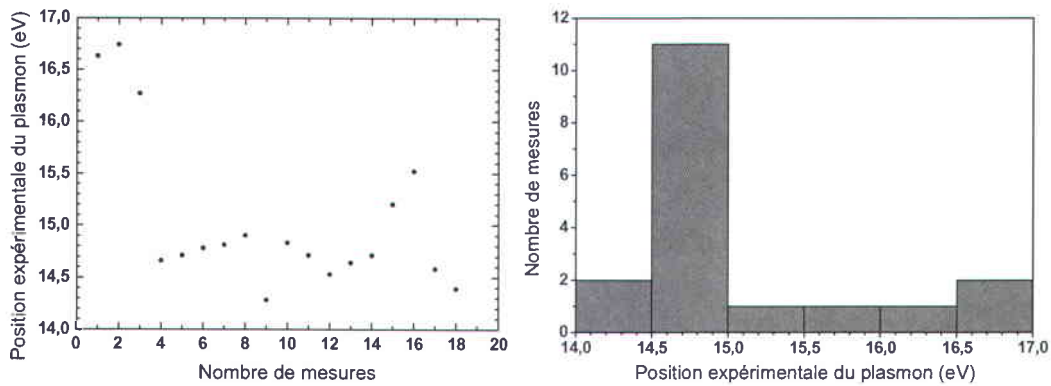 Position expérimentale du plasmon (eV)
17,0
16,5
16,0
15,5
15,0
14,5
14,0
0 2 4 6 8 10 12 14 16 18 20
Nombre de mesures
Nombre de mesures
12
10
8
6
4
2
0
14,0 14,5 15,0 15,5 16,0 16,5 17,0
Position expérimentale du plasmon (eV)